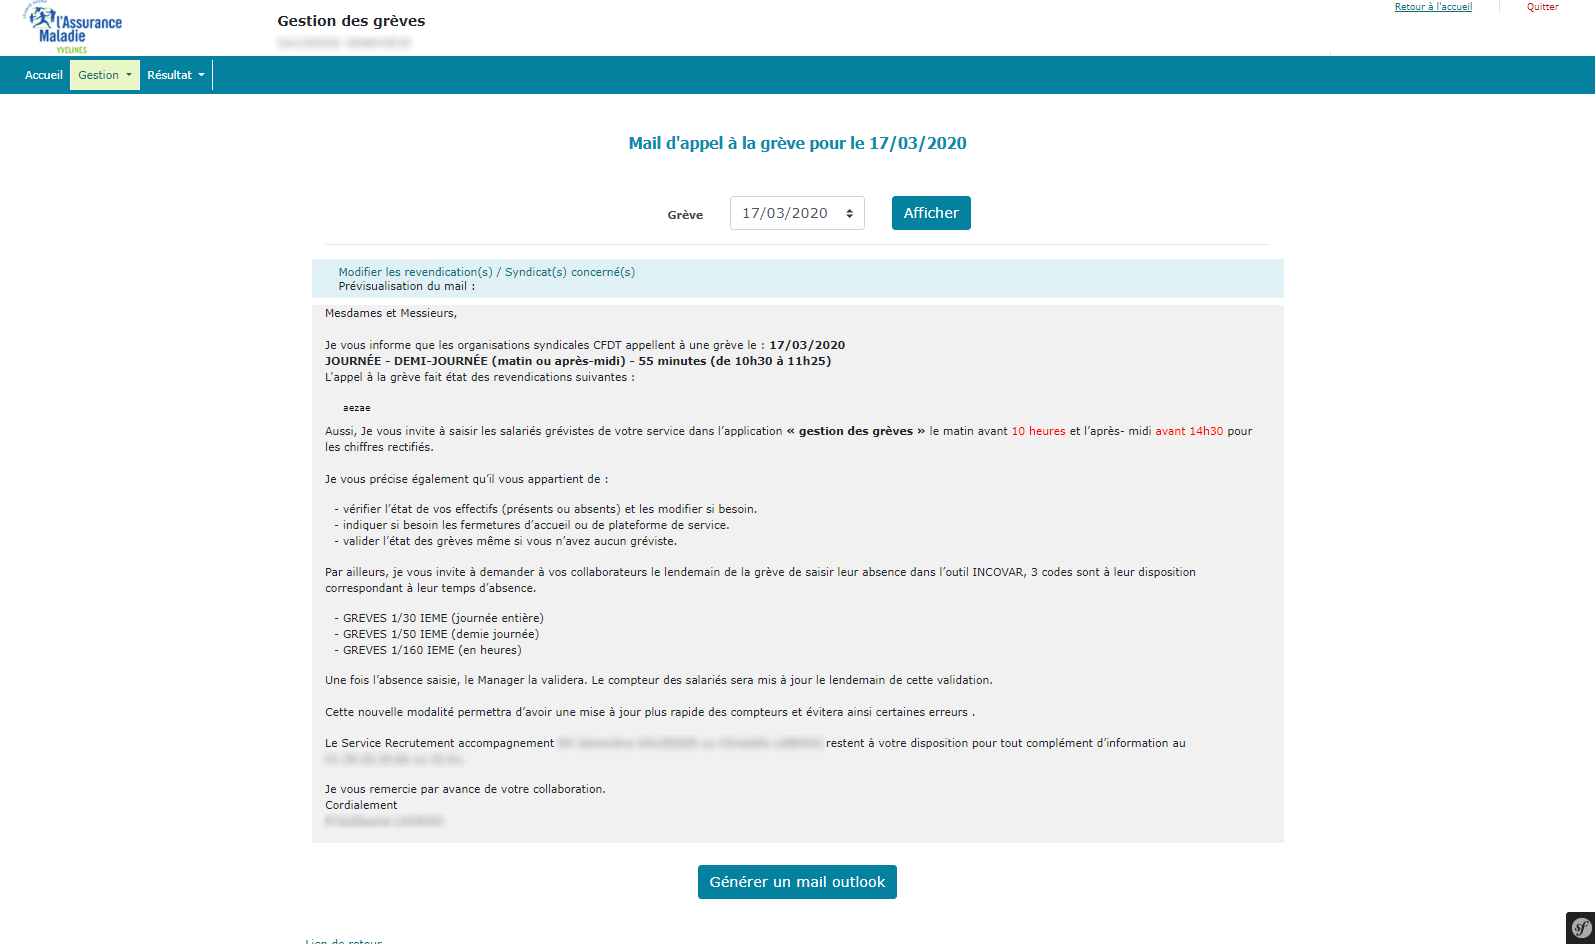 l'Assurance
Maladie
YVELINES
Gestion des grèves
Retour à l'accueil
Quitter
Accueil
Gestion
Résultat
Mail d'appel à la grève pour le 17/03/2020
Grève
17/03/2020
Afficher
Modifier les revendication(s) / Syndicat(s) concerné(s)
Prévisualisation du mail :
Mesdames et Messieurs,
Je vous informe que les organisations syndicales CFDT appellent à une grève le : 17/03/2020
JOURNÉE - DEMI-JOURNÉE (matin ou après-midi) - 55 minutes (de 10h30 à 11h25)
L'appel à la grève fait état des revendications suivantes :
aezae
Aussi, Je vous invite à saisir les salariés grévistes de votre service dans l’application « gestion des grèves » le matin avant 10 heures et l’après- midi avant 14h30 pour
les chiffres rectifiés.
Je vous précise également qu’il vous appartient de :
- vérifier l’état de vos effectifs (présents ou absents) et les modifier si besoin.
- indiquer si besoin les fermetures d’accueil ou de plateforme de service.
- valider l’état des grèves même si vous n’avez aucun gréviste.
Par ailleurs, je vous invite à demander à vos collaborateurs le lendemain de la grève de saisir leur absence dans l’outil INCOVAR, 3 codes sont à leur disposition
correspondant à leur temps d’absence.
- GREVES 1/30 IEME (journée entière)
- GREVES 1/50 IEME (demie journée)
- GREVES 1/160 IEME (en heures)
Une fois l’absence saisie, le Manager la validera. Le compteur des salariés sera mis à jour le lendemain de cette validation.
Cette nouvelle modalité permettra d’avoir une mise à jour plus rapide des compteurs et évitera ainsi certaines erreurs .
Le Service Recrutement accompagnement restent à votre disposition pour tout complément d’information au
Je vous remercie par avance de votre collaboration.
Cordialement
Générer un mail outlook
Lien de retour
sf